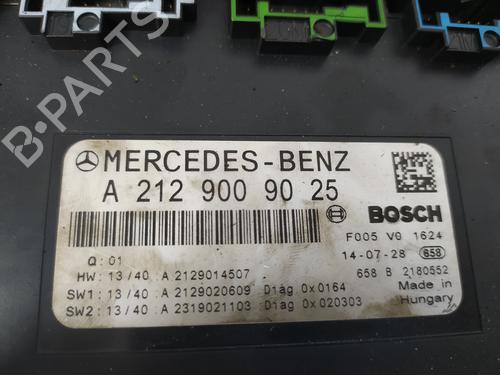 B-PARTS
MERCEDES-BENZ
A 212 900 90 25
BOSCH
F005 V0 1624
Q: 01
14-07-28 658
HW: 13/40 A 2129014507
658 B 2180552
SW1: 13/40 A 2129020609 Diag 0x0164
Made in
SW2: 13/40 A 2319021103 Diag 0x020303
Hungary